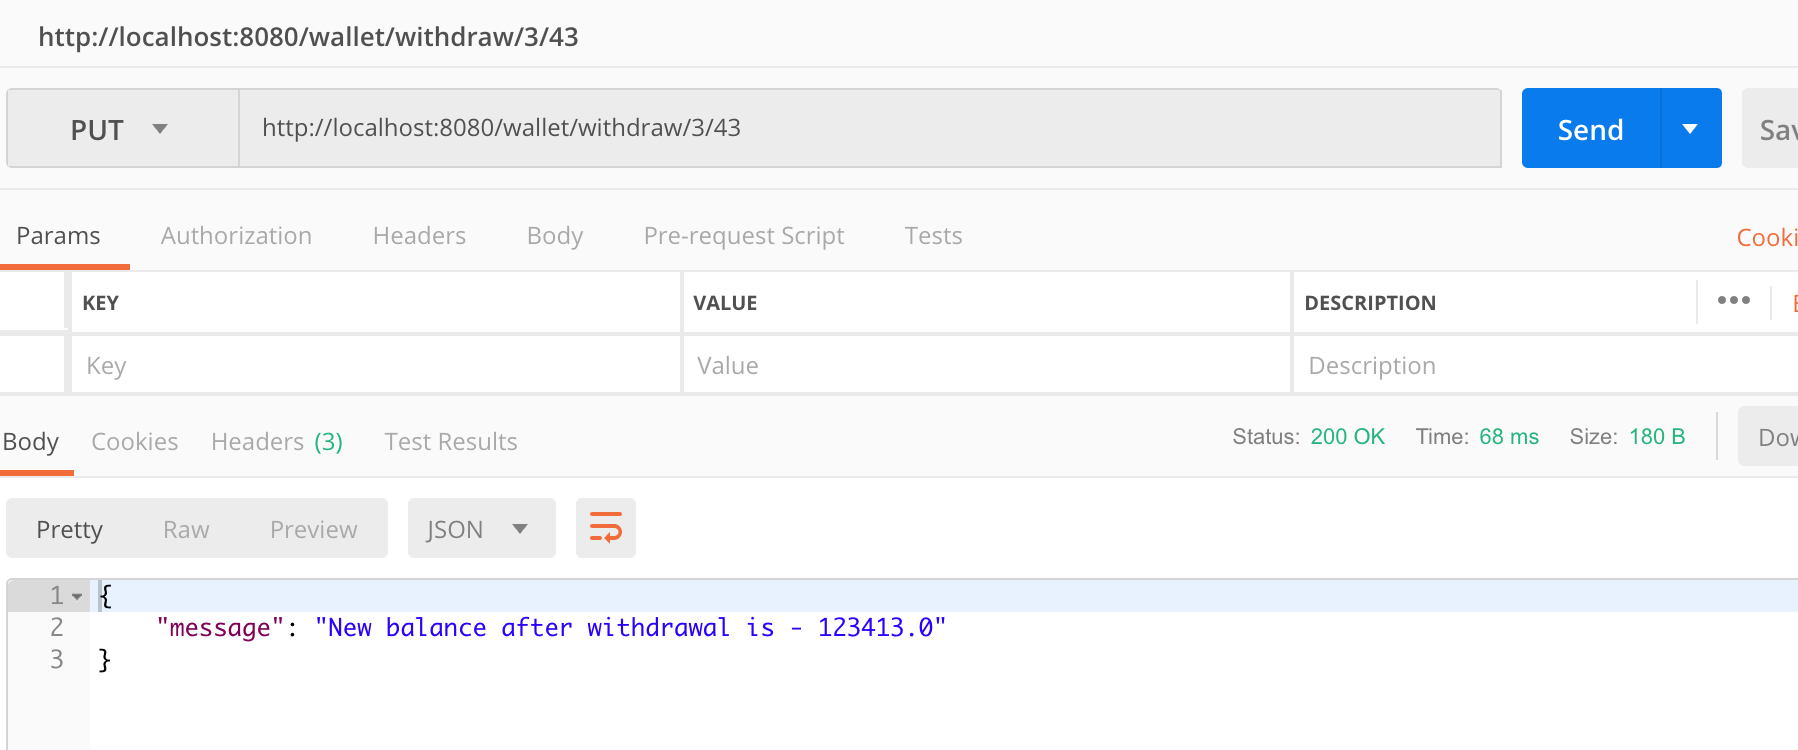 http://localhost:8080/wallet/withdraw/3/43
PUT http://localhost:8080/wallet/withdraw/3/43 Send Sav
Params Authorization Headers Body Pre-request Script Tests Cooki
KEY VALUE DESCRIPTION •••
Key Value Description
Body Cookies Headers (3) Test Results Status: 200 OK Time: 68 ms Size: 180 B Dow
Pretty Raw Preview JSON
1 {
2 "message": "New balance after withdrawal is - 123413.0"
3 }